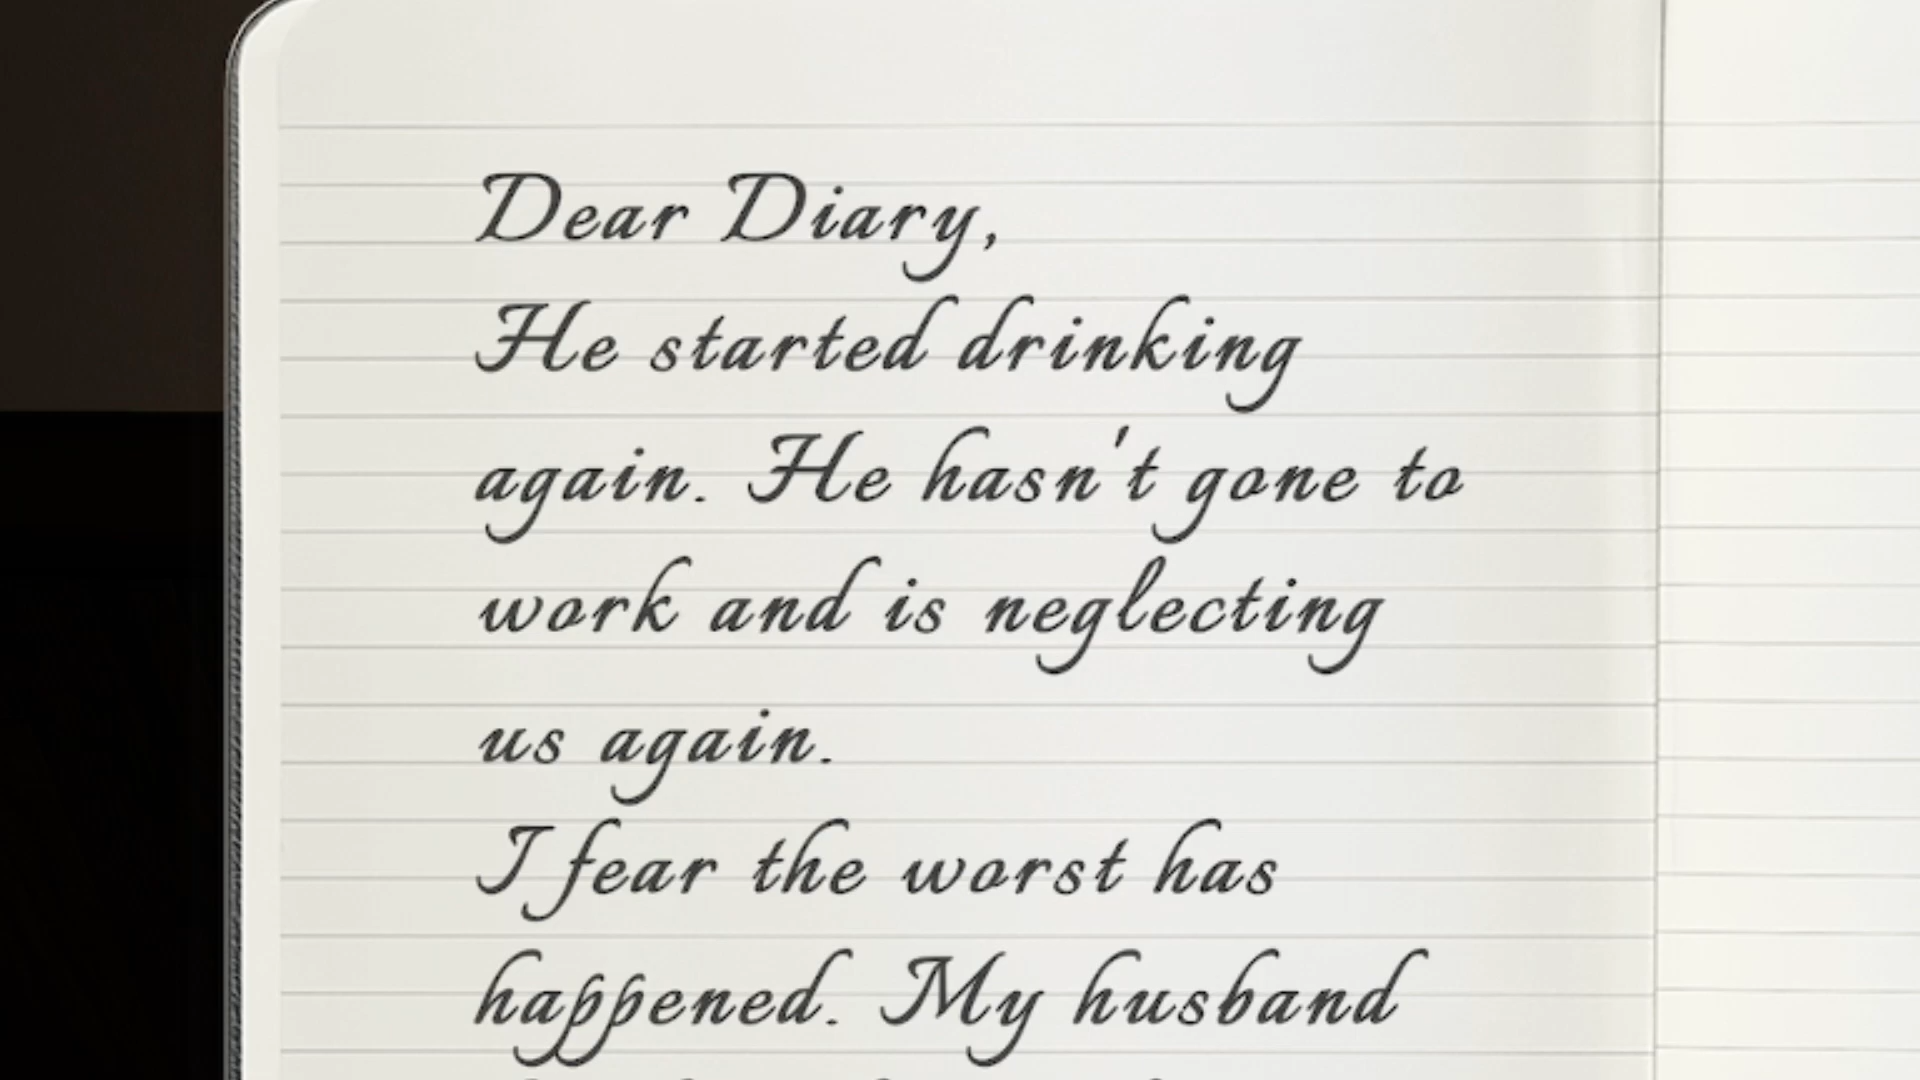 Dear Diary,
He started drinking
again. He hasn't gone to
work and is neglecting
us again.
I fear the worst has
happened. My husband